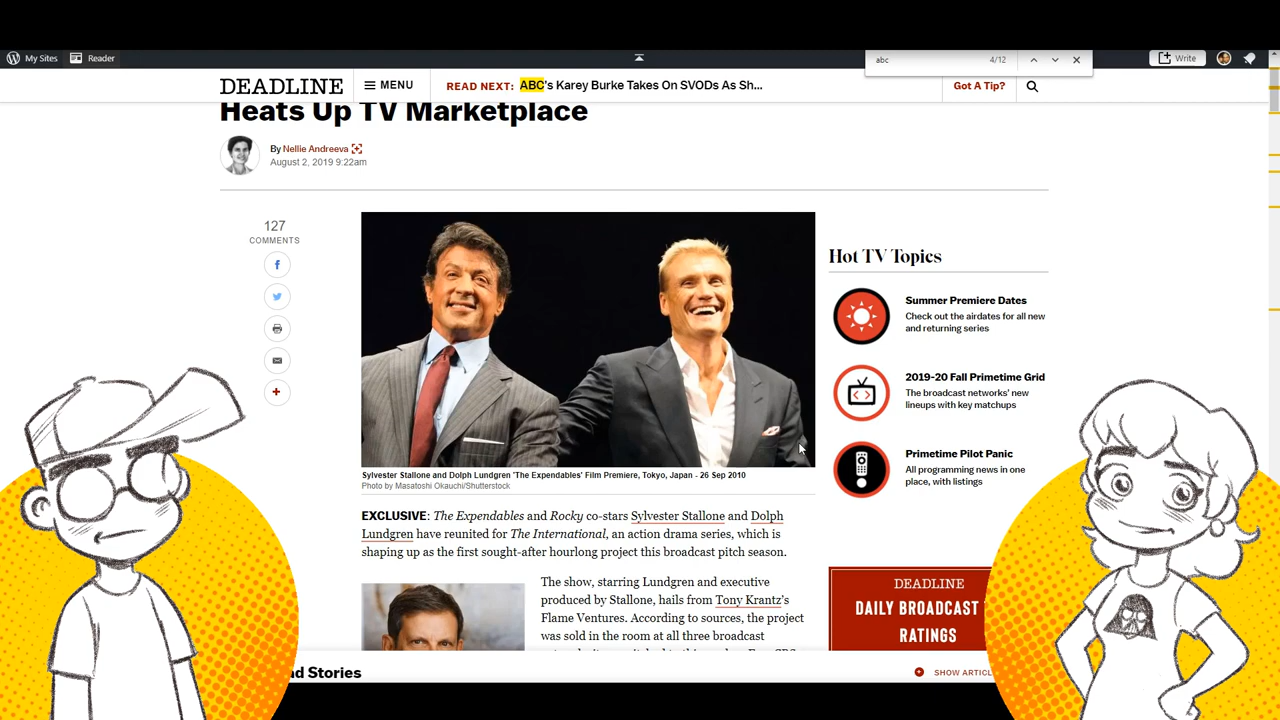 My Sites
Reader
abc
4/12
Write
DEADLINE
MENU
READ NEXT: ABC's Karey Burke Takes On SVODs As Sh...
Got A Tip?
Heats Up TV Marketplace
By Nellie Andreeva
August 2, 2019 9:22am
127
COMMENTS
Sylvester Stallone and Dolph Lundgren 'The Expendables' Film Premiere, Tokyo, Japan - 26 Sep 2010
Photo by Masatoshi Okauchi/Shutterstock
EXCLUSIVE: The Expendables and Rocky co-stars Sylvester Stallone and Dolph
Lundgren have reunited for The International, an action drama series, which is
shaping up as the first sought-after hourlong project this broadcast pitch season.
The show, starring Lundgren and executive
produced by Stallone, hails from Tony Krantz's
Flame Ventures. According to sources, the project
was sold in the room at all three broadcast
Hot TV Topics
Summer Premiere Dates
Check out the airdates for all new
and returning series
2019-20 Fall Primetime Grid
The broadcast networks' new
lineups with key matchups
Primetime Pilot Panic
All programming news in one
place, with listings
DEADLINE
DAILY BROADCAST
RATINGS
ad Stories
SHOW ARTICL